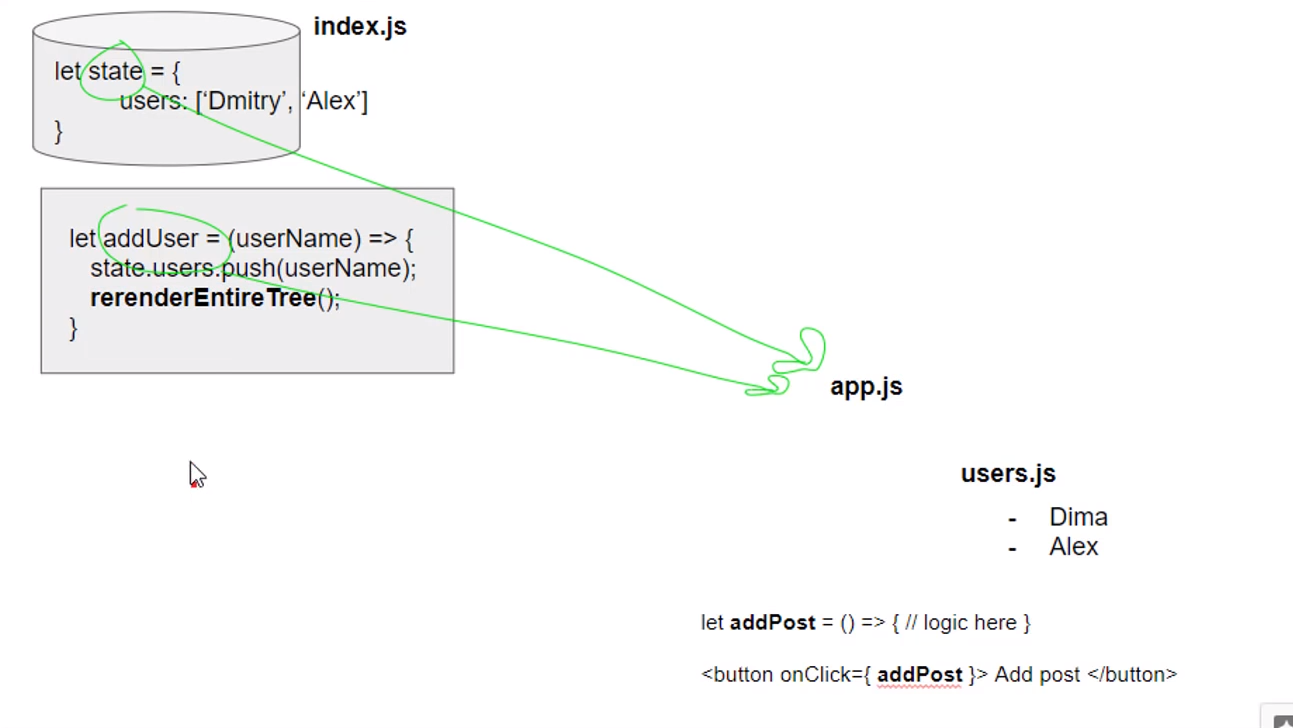 index.js
let state = {
users: [‘Dmitry’, ‘Alex’]
}
let addUser = (userName) => {
state.users.push(userName);
rerenderEntireTree();
}
app.js
users.js
- Dima
- Alex
let addPost = () => { // logic here }
<button onClick={ addPost }> Add post </button>